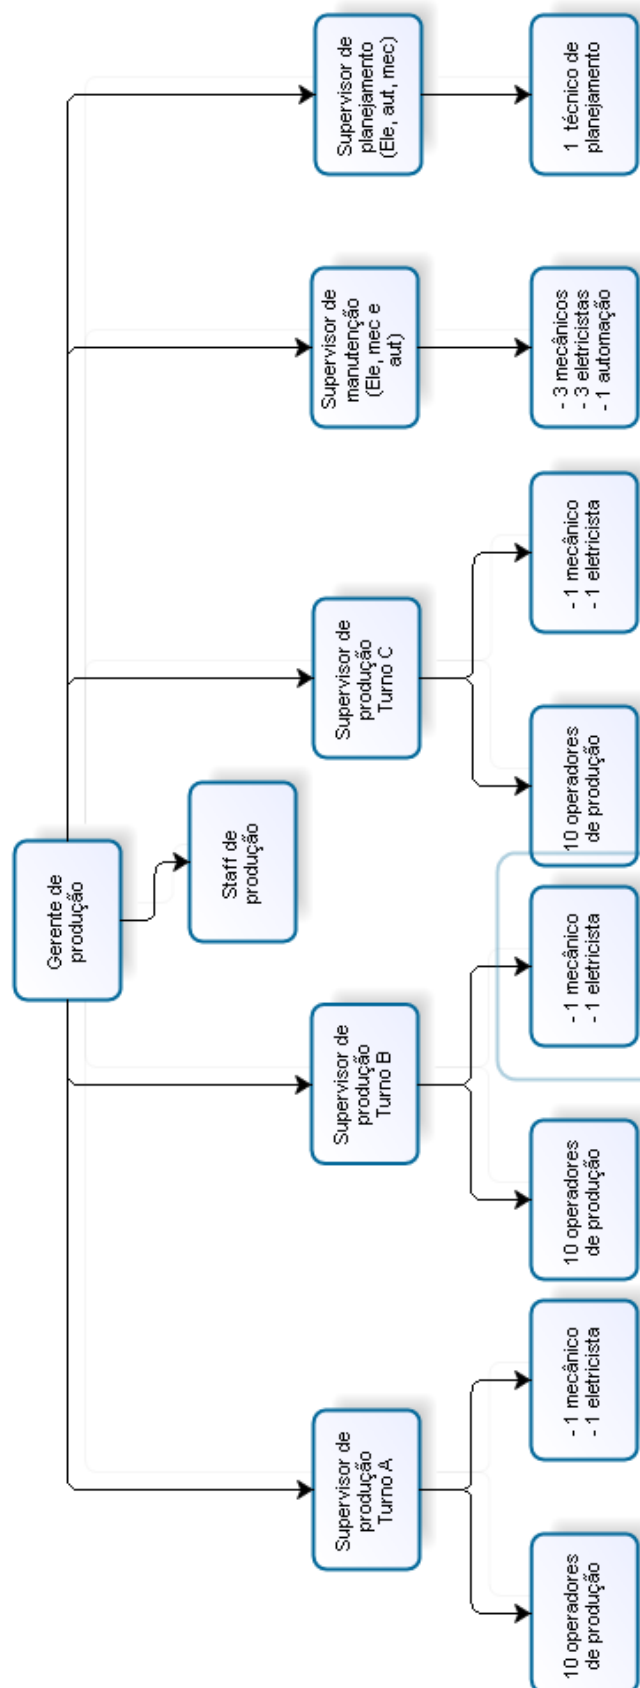 Gerente de
produção
Staff de
produção
Supervisor de
produção
Turno A
Supervisor de
produção
Turno B
Supervisor de
produção
Turno C
Supervisor de
manutenção
(Ele, mec e
aut)
Supervisor de
planejamento
(Ele, aut, mec)
10 operadores
de produção
- 1 mecânico
- 1 eletricista
10 operadores
de produção
- 1 mecânico
- 1 eletricista
10 operadores
de produção
- 1 mecânico
- 1 eletricista
- 3 mecânicos
- 3 eletricistas
- 1 automação
1 técnico de
planejamento